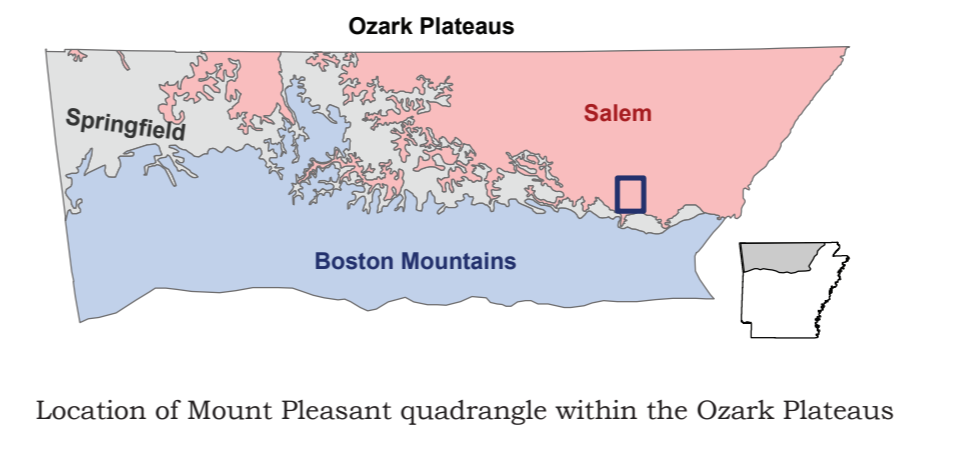 Ozark Plateaus
Salem
Springfield
Boston Mountains
Location of Mount Pleasant quadrangle within the Ozark Plateaus